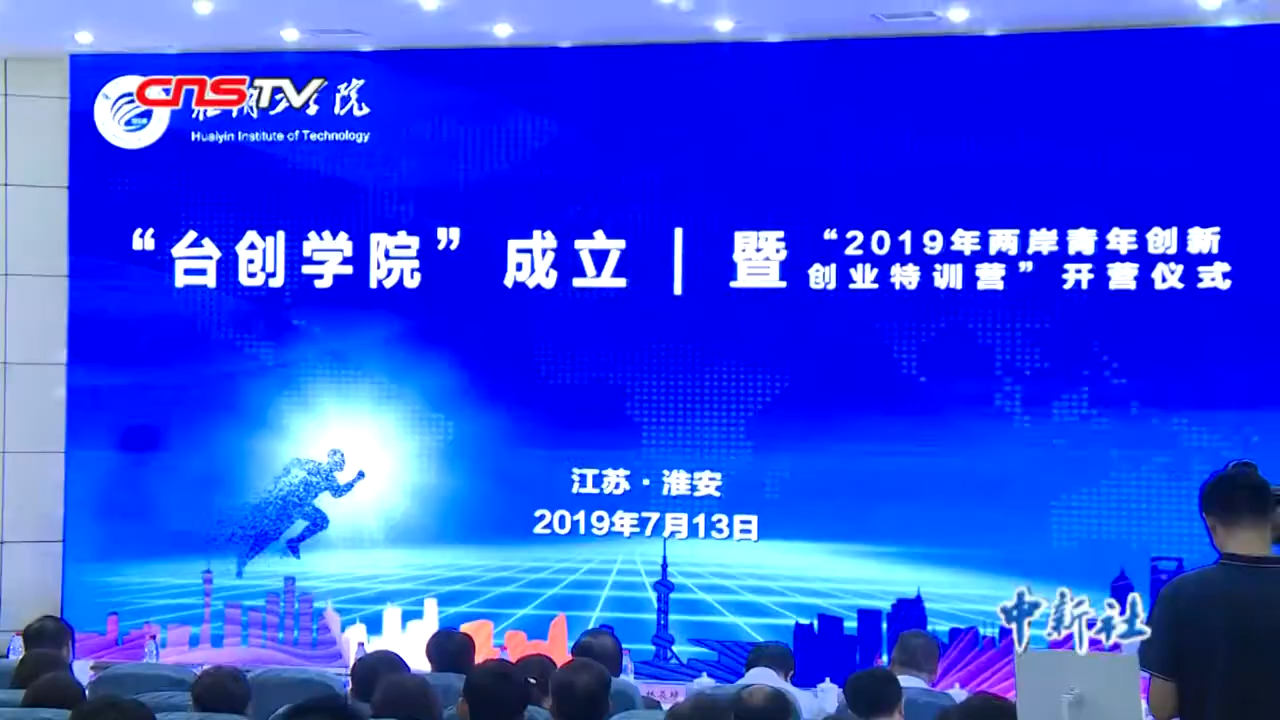 CNSTV
学院
Huaiyin Institute of Technology
“台创学院”成立 | 暨 “2019年两岸青年创新
创业特训营”开营仪式
江苏·淮安
2019年7月13日
中新社